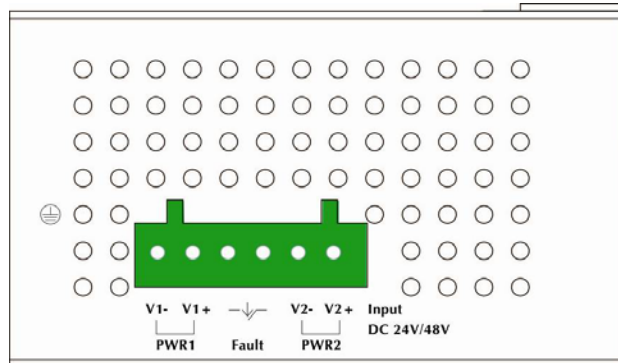 V1- V1+ V2- V2+ Input
DC 24V/48V
PWR1 Fault PWR2